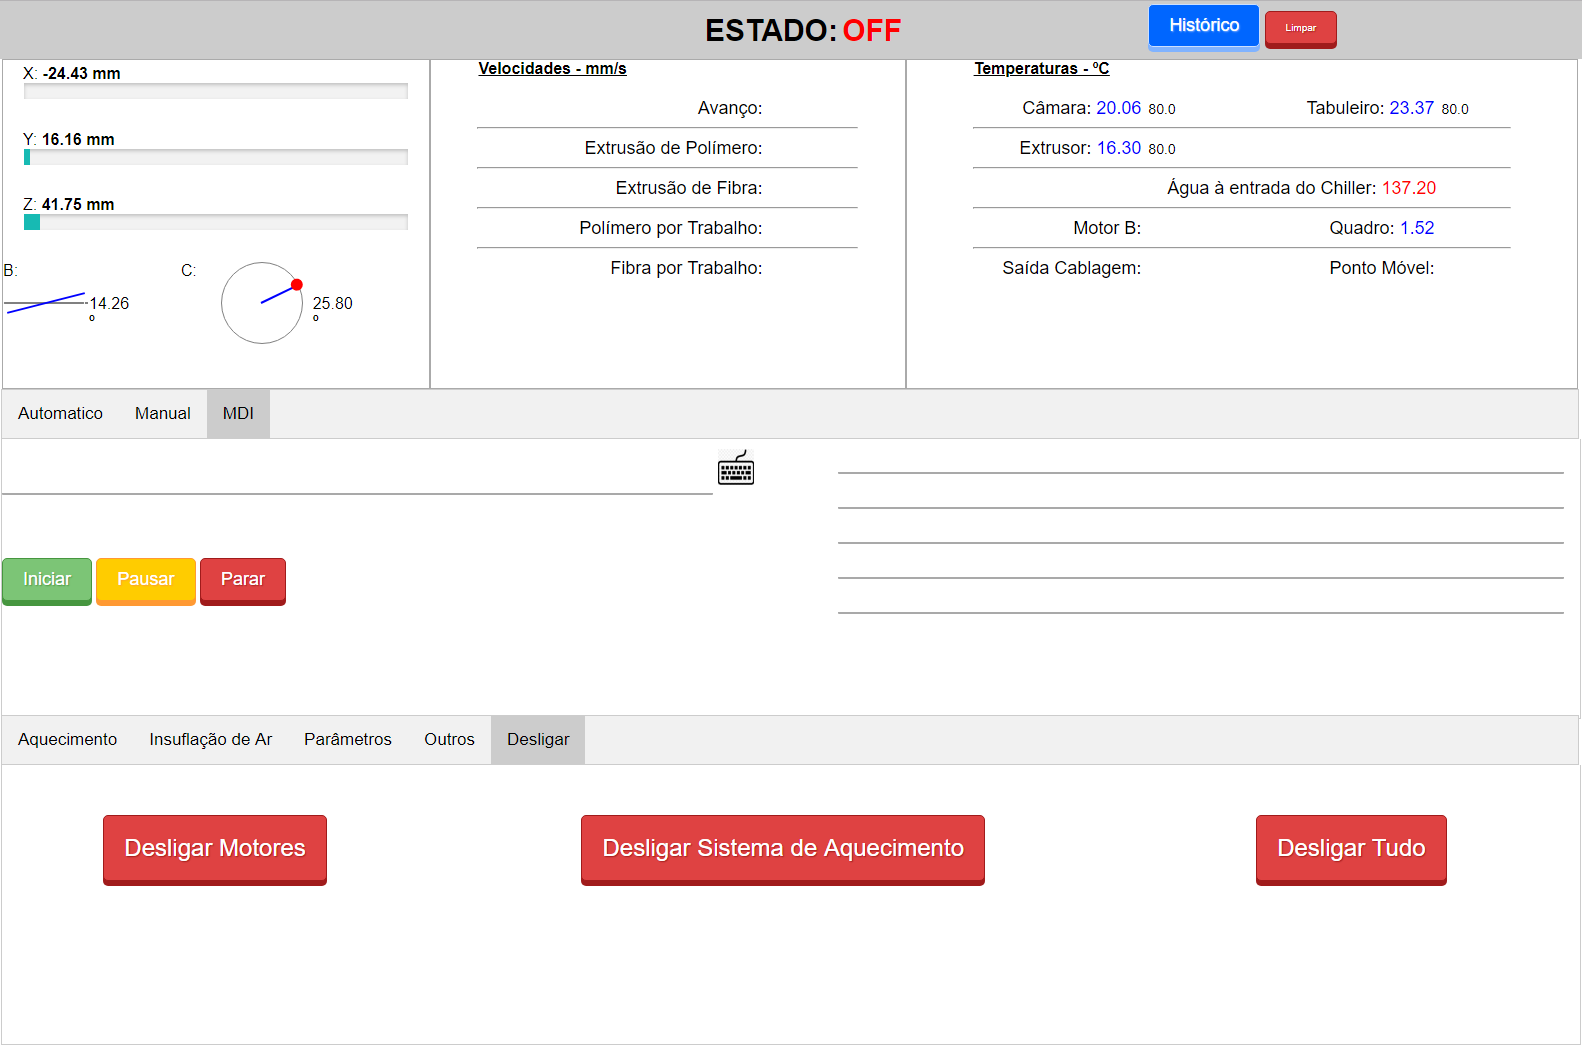 ESTADO: OFF
Histórico
Limpar
X: -24.43 mm
Y: 16.16 mm
Z: 41.75 mm
B:
14.26
º
C:
25.80
º
Velocidades - mm/s
Avanço:
Extrusão de Polímero:
Extrusão de Fibra:
Polímero por Trabalho:
Fibra por Trabalho:
Temperaturas - ºC
Câmara: 20.06 80.0
Tabuleiro: 23.37 80.0
Extrusor: 16.30 80.0
Água à entrada do Chiller: 137.20
Motor B:
Quadro: 1.52
Saída Cablagem:
Ponto Móvel:
Automatico
Manual
MDI
Iniciar
Pausar
Parar
Aquecimento
Insuflação de Ar
Parâmetros
Outros
Desligar
Desligar Motores
Desligar Sistema de Aquecimento
Desligar Tudo